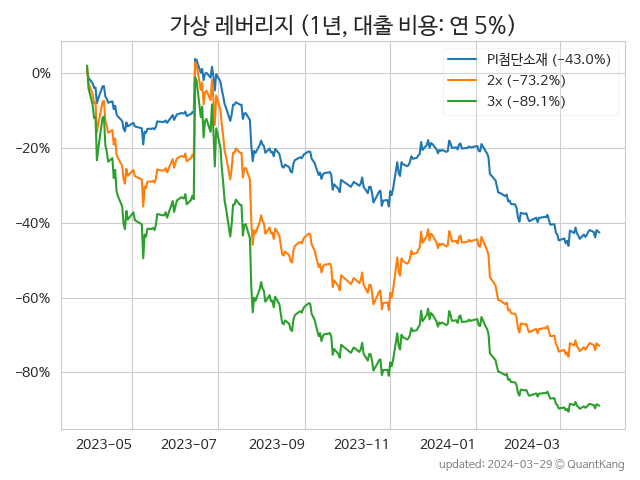 가상 레버리지 (1년, 대출 비용: 연 5%)
PI첨단소재 (−43.0%)
2x (−73.2%)
3x (−89.1%)
0%
−20%
−40%
−60%
−80%
2023-05 2023-07 2023-09 2023-11 2024-01 2024-03
updated: 2024-03-29 © QuantKang